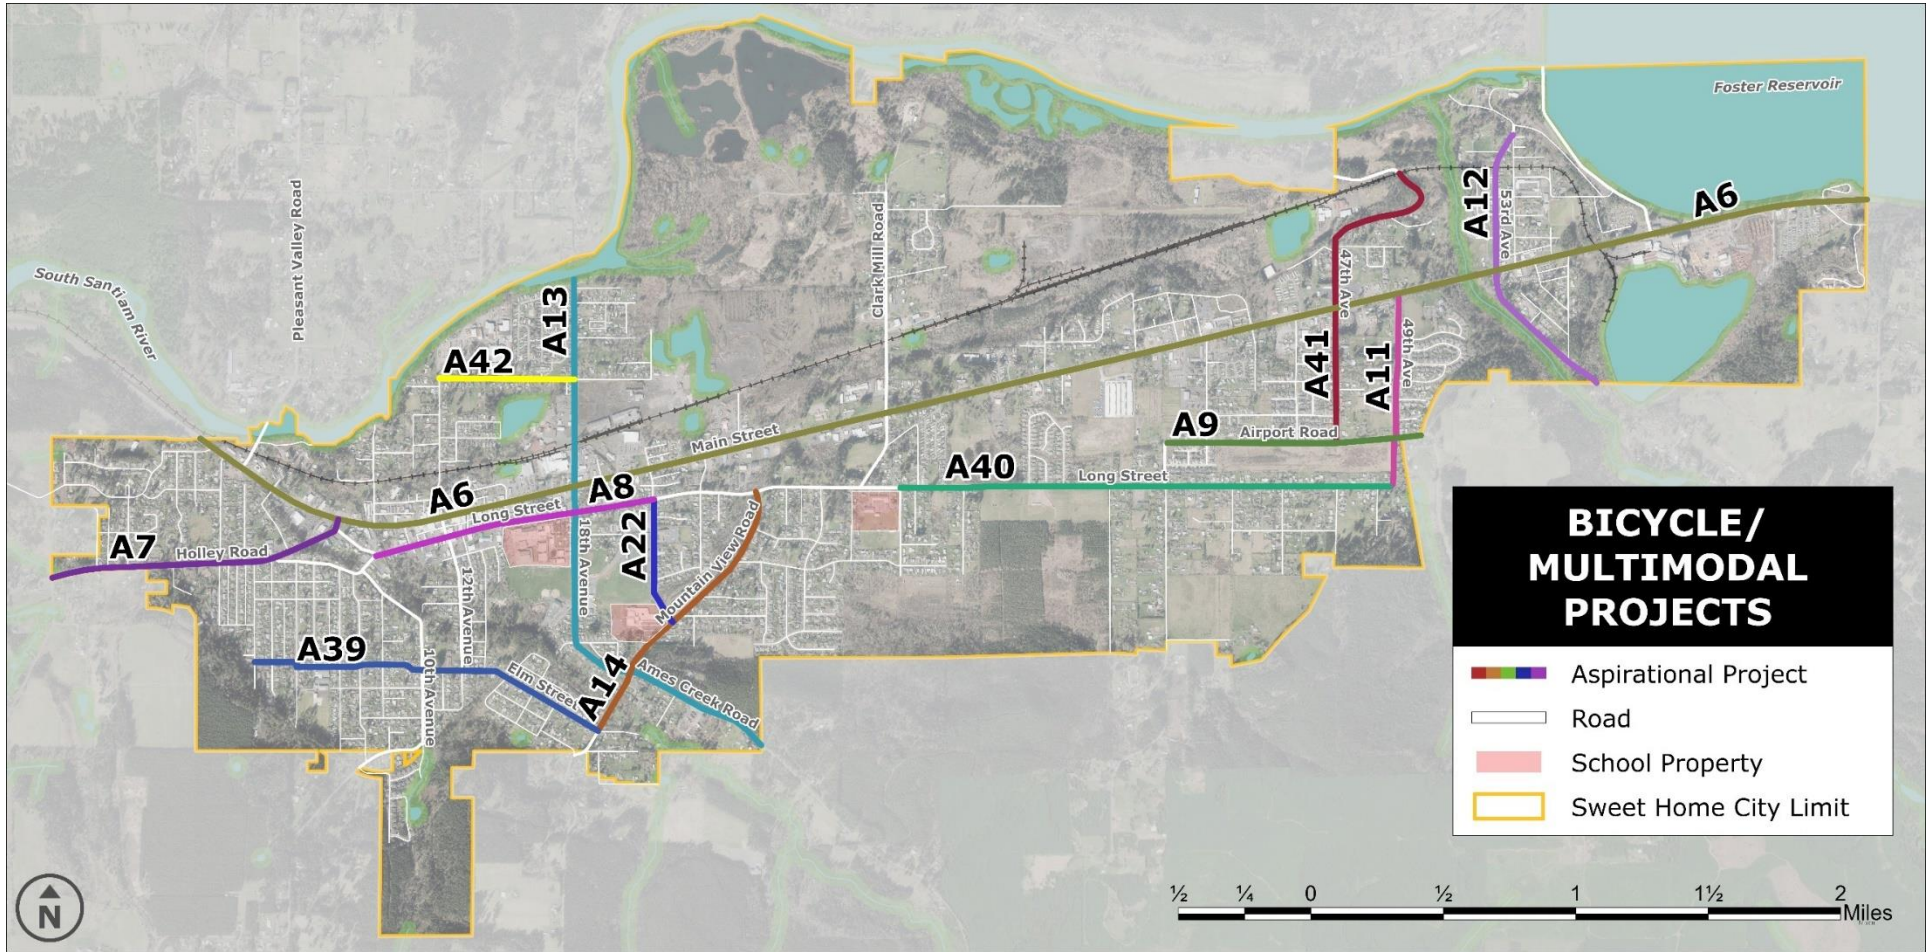 Foster Reservoir
A6
A12
53rd Ave
Pleasant Valley Road
Clark Mill Road
South Santiam River
A13
47th Ave
A42
A41
A11
49th Ave
A9
Airport Road
Main Street
A40
Long Street
A6
A8
Long Street
A7
Holley Road
18th Avenue
A22
Mountain View Road
12th Avenue
A39
10th Avenue
Elm Street
A14
Ames Creek Road
BICYCLE/
MULTIMODAL
PROJECTS
Aspirational Project
Road
School Property
Sweet Home City Limit
N
½ ¼ 0 ½ 1 1½ 2
Miles